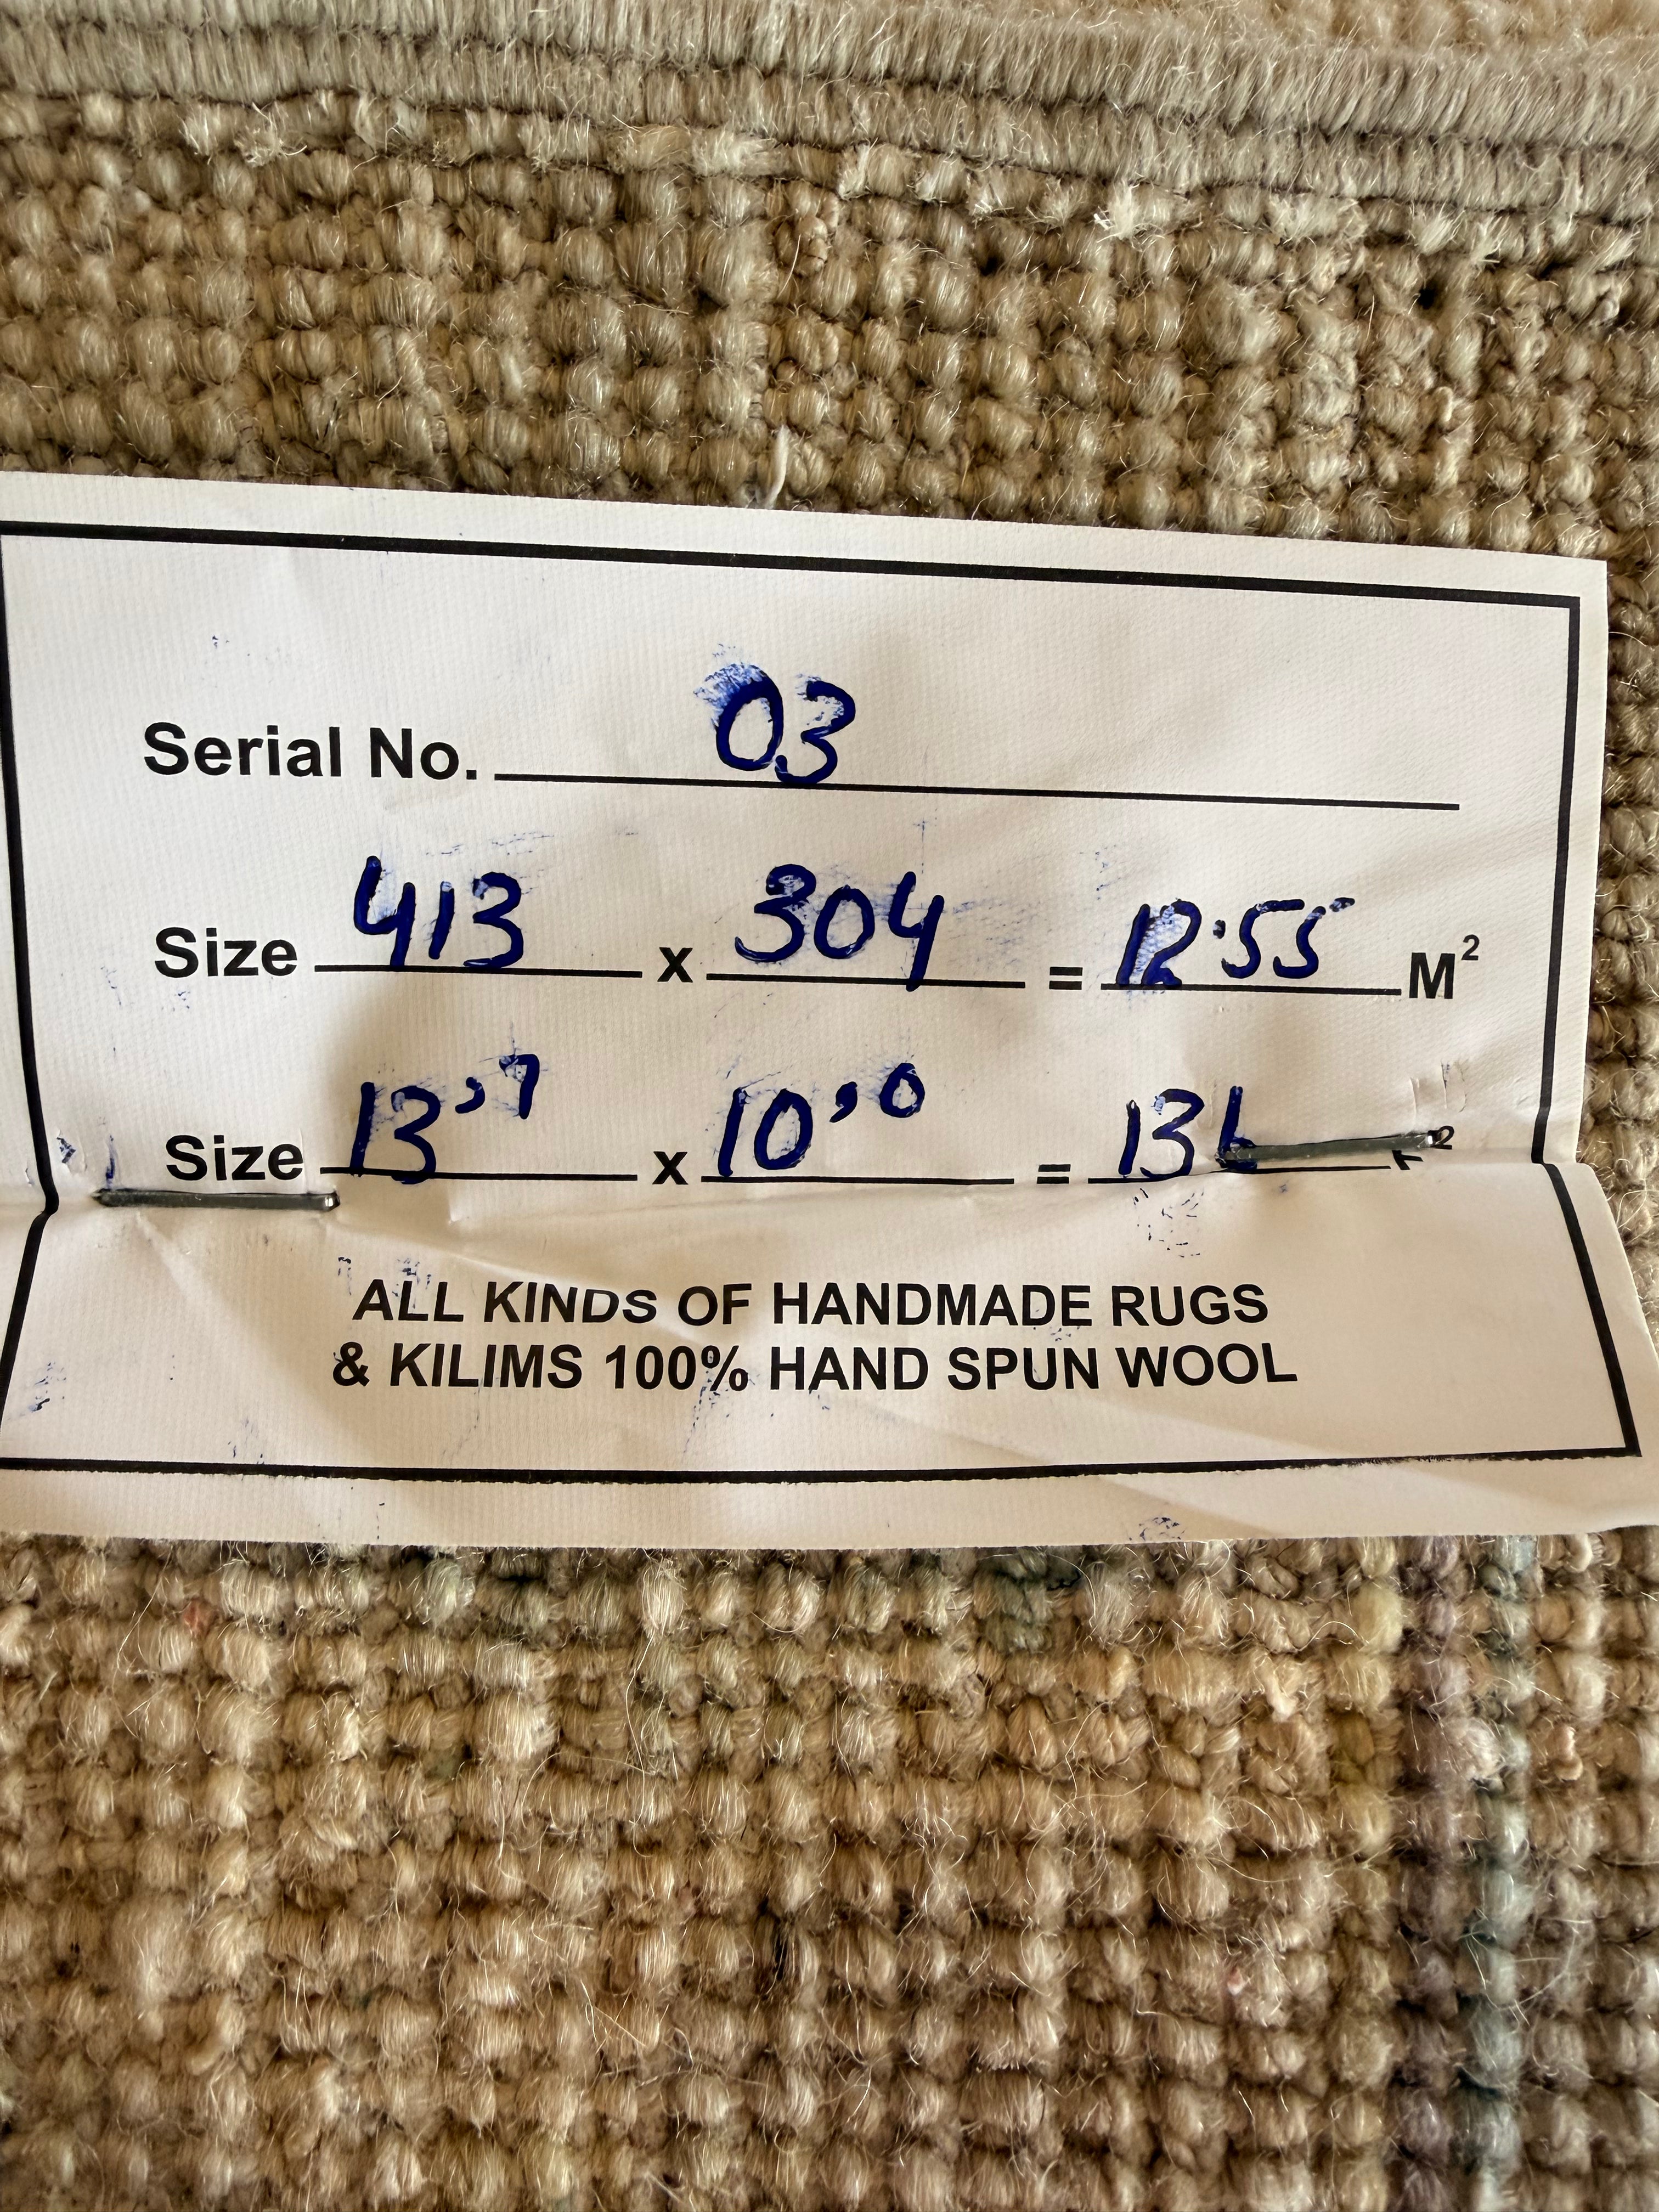 Serial No. 03
Size 413 x 304 = 12.55 M²
Size 13,7 x 10,0 = 136 F²
ALL KINDS OF HANDMADE RUGS
& KILIMS 100% HAND SPUN WOOL